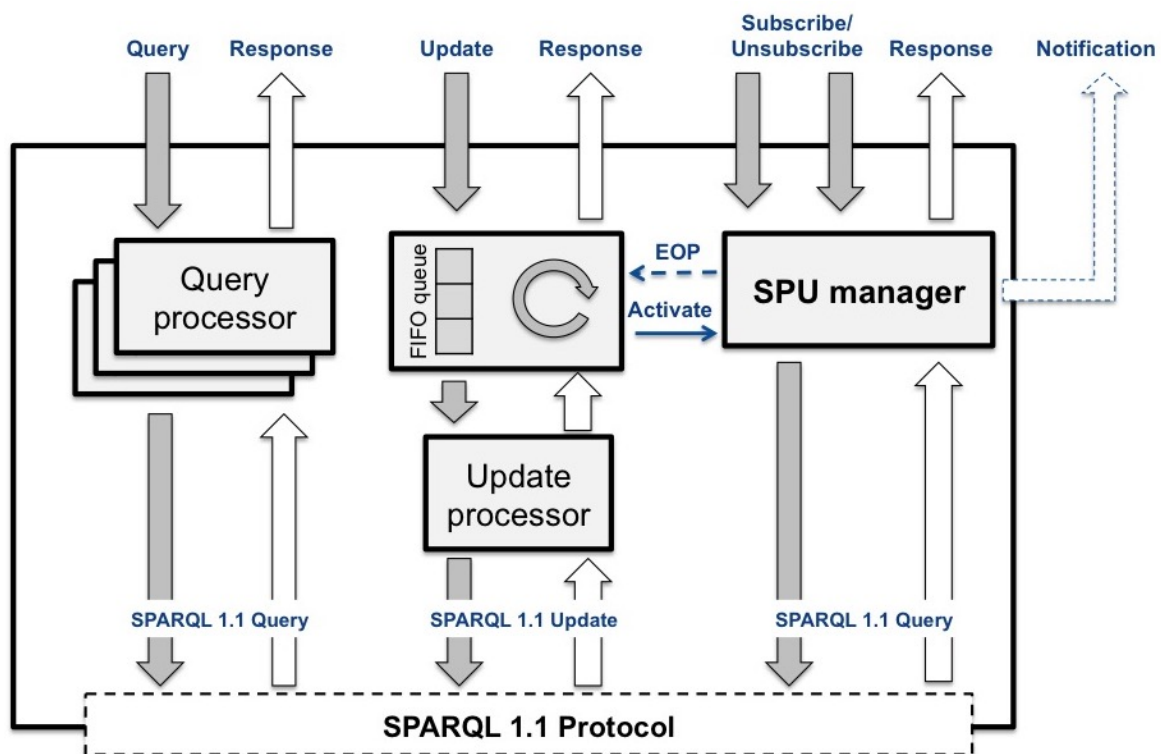 Query
Response
Update
Response
Subscribe/
Unsubscribe
Response
Notification
Query
processor
FIFO queue
EOP
Activate
SPU manager
Update
processor
SPARQL 1.1 Query
SPARQL 1.1 Update
SPARQL 1.1 Query
SPARQL 1.1 Protocol